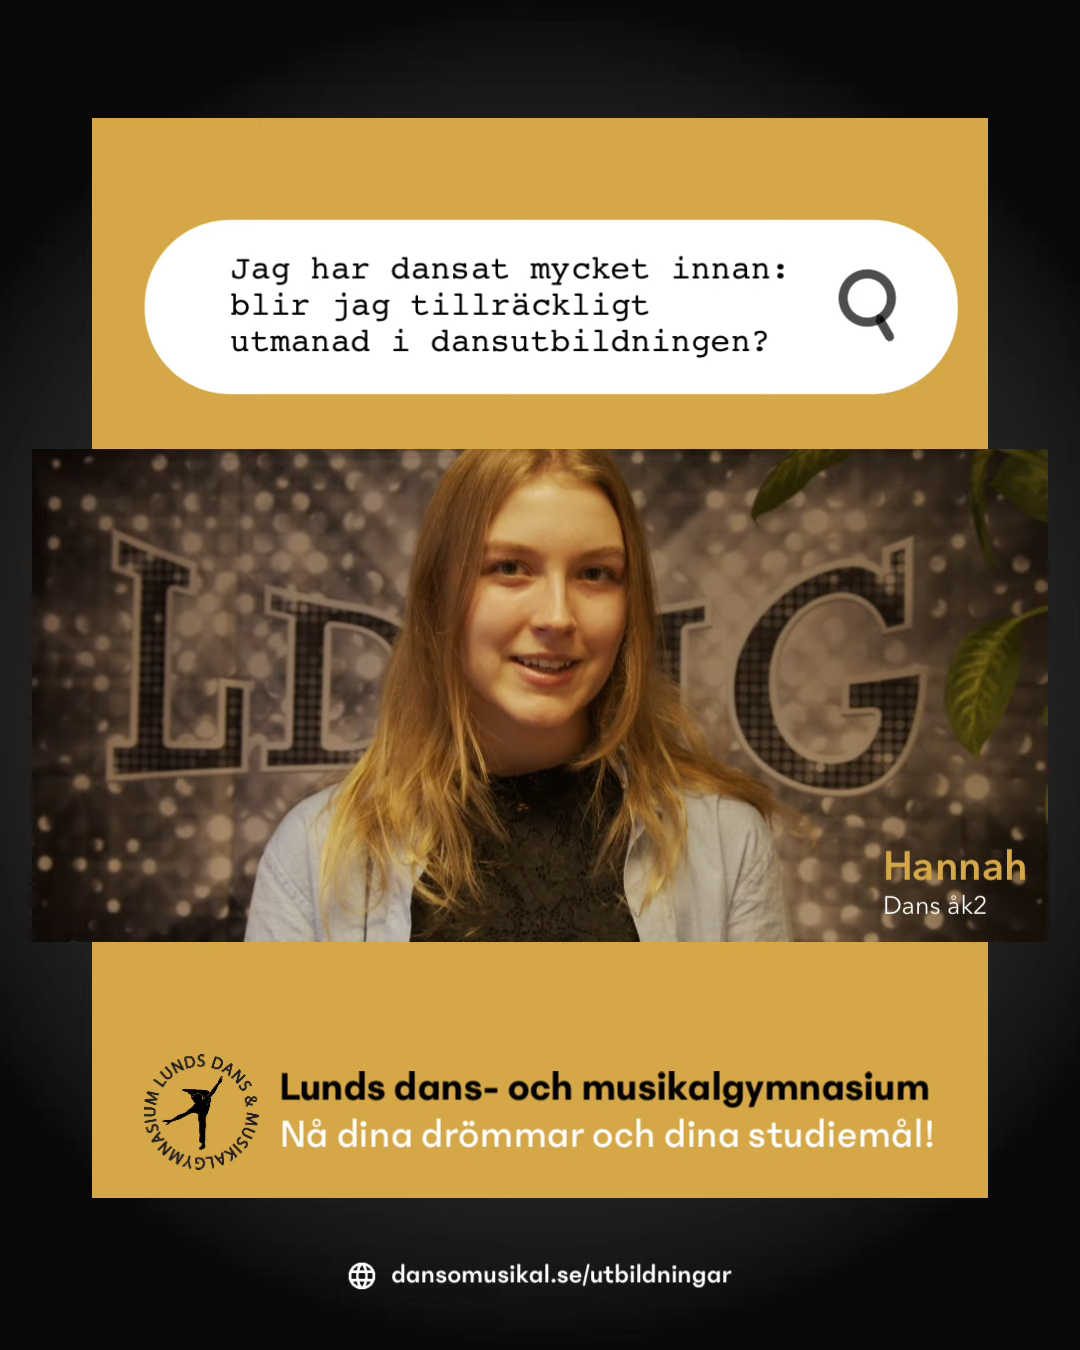 Jag har dansat mycket innan:
blir jag tillräckligt
utmanad i dansutbildningen?
LD G
Hannah
Dans åk2
LUNDS DANS & MUSIKALGYMNASIUM
Lunds dans- och musikalgymnasium
Nå dina drömmar och dina studiemål!
dansomusikal.se/utbildningar